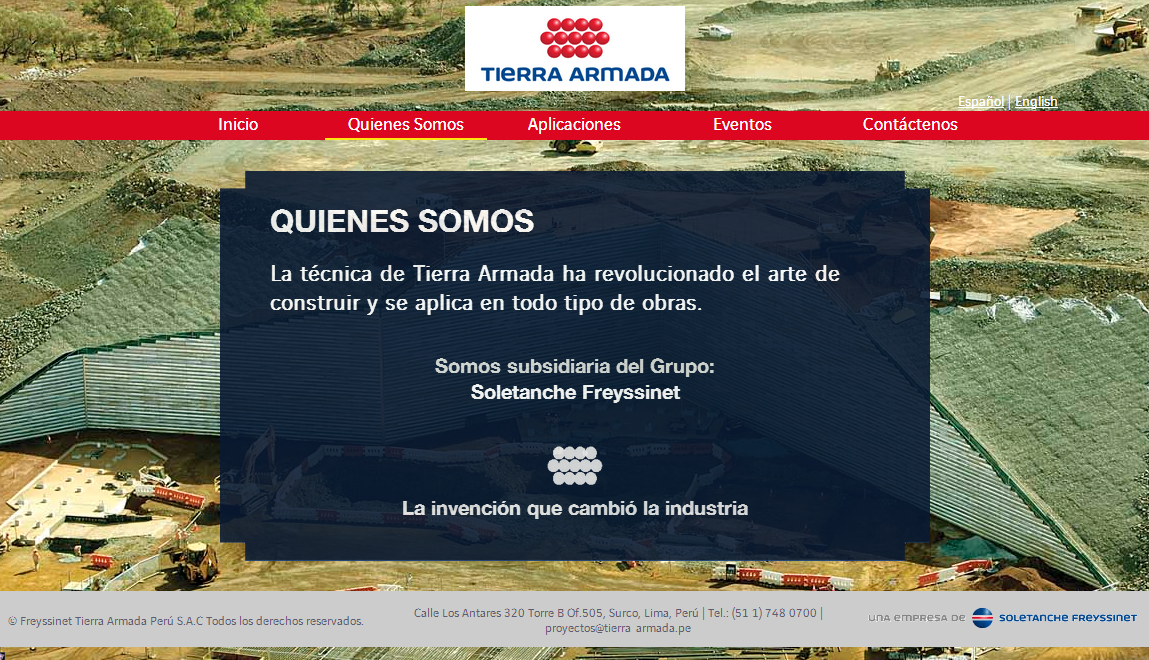 TIERRA ARMADA
Español | English
Inicio
Quienes Somos
Aplicaciones
Eventos
Contáctenos
QUIENES SOMOS
La técnica de Tierra Armada ha revolucionado el arte de
construir y se aplica en todo tipo de obras.
Somos subsidiaria del Grupo:
Soletanche Freyssinet
La invención que cambió la industria
© Freyssinet Tierra Armada Perú S.A.C Todos los derechos reservados.
Calle Los Antares 320 Torre B Of.505, Surco, Lima, Perú | Tel.: (51 1) 748 0700 |
proyectos@tierra armada.pe
UNA EMPRESA DE
SOLETANCHE FREYSSINET